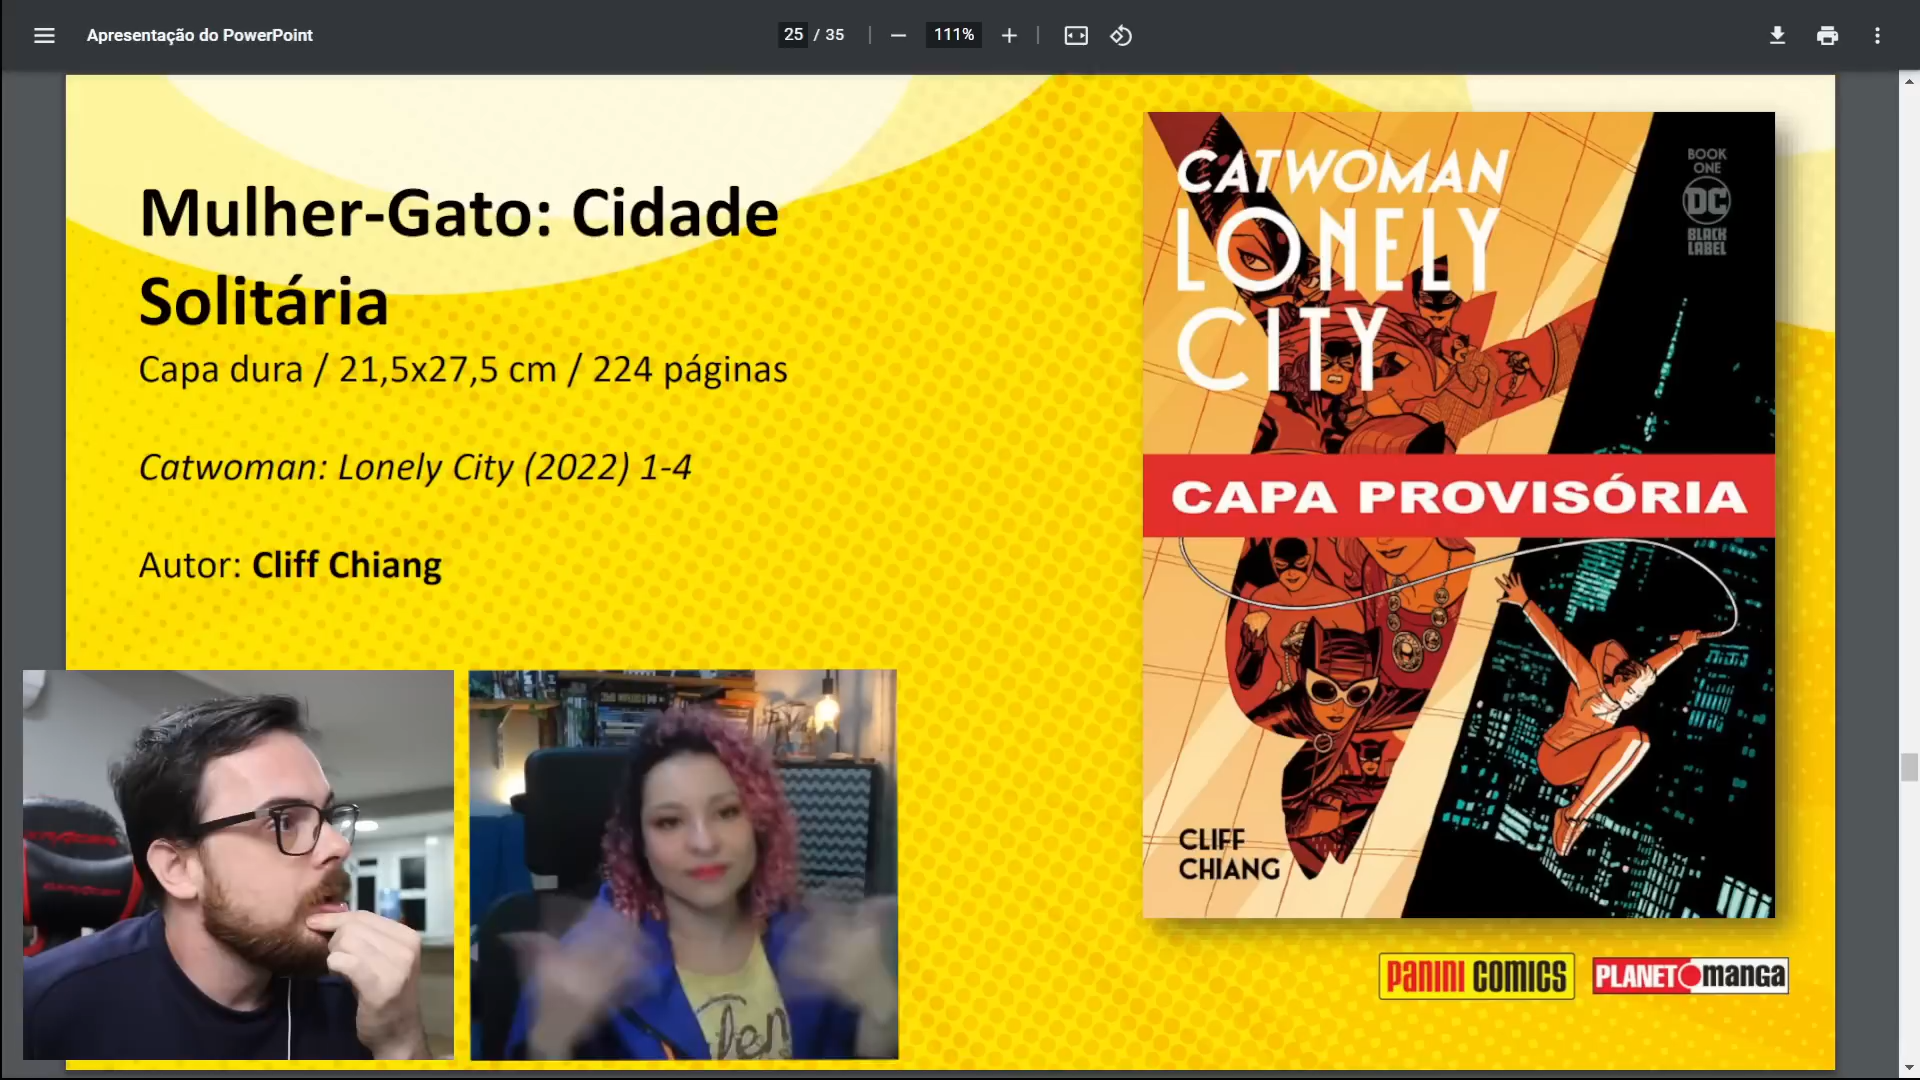 Apresentação do PowerPoint
25 / 35
111%
Mulher-Gato: Cidade
Solitária
Capa dura / 21,5x27,5 cm / 224 páginas
Catwoman: Lonely City (2022) 1-4
Autor: Cliff Chiang
CATWOMAN
LONELY
CITY
BOOK
ONE
DC
BLACK
LABEL
CAPA PROVISÓRIA
CLIFF
CHIANG
PANINI COMICS
PLANET manga